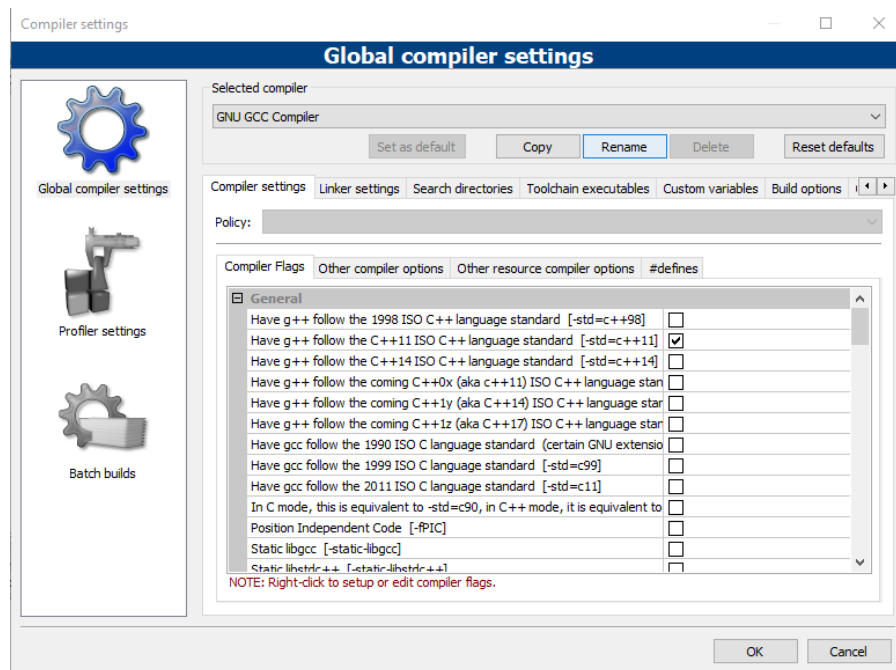 Compiler settings
Global compiler settings
Global compiler settings
Profiler settings
Batch builds
Selected compiler
GNU GCC Compiler
Set as default Copy Rename Delete Reset defaults
Compiler settings Linker settings Search directories Toolchain executables Custom variables Build options
Policy:
Compiler Flags Other compiler options Other resource compiler options #defines
General
Have g++ follow the 1998 ISO C++ language standard [-std=c++98]
Have g++ follow the C++11 ISO C++ language standard [-std=c++11]
Have g++ follow the C++14 ISO C++ language standard [-std=c++14]
Have g++ follow the coming C++0x (aka c++11) ISO C++ language stan
Have g++ follow the coming C++1y (aka C++14) ISO C++ language star
Have g++ follow the coming C++1z (aka C++17) ISO C++ language star
Have gcc follow the 1990 ISO C language standard (certain GNU extensio
Have gcc follow the 1999 ISO C language standard [-std=c99]
Have gcc follow the 2011 ISO C language standard [-std=c11]
In C mode, this is equivalent to -std=c90, in C++ mode, it is equivalent to
Position Independent Code [-fPIC]
Static libgcc [-static-libgcc]
Static libstdc++ [-static-libstdc++]
NOTE: Right-click to setup or edit compiler flags.
OK Cancel